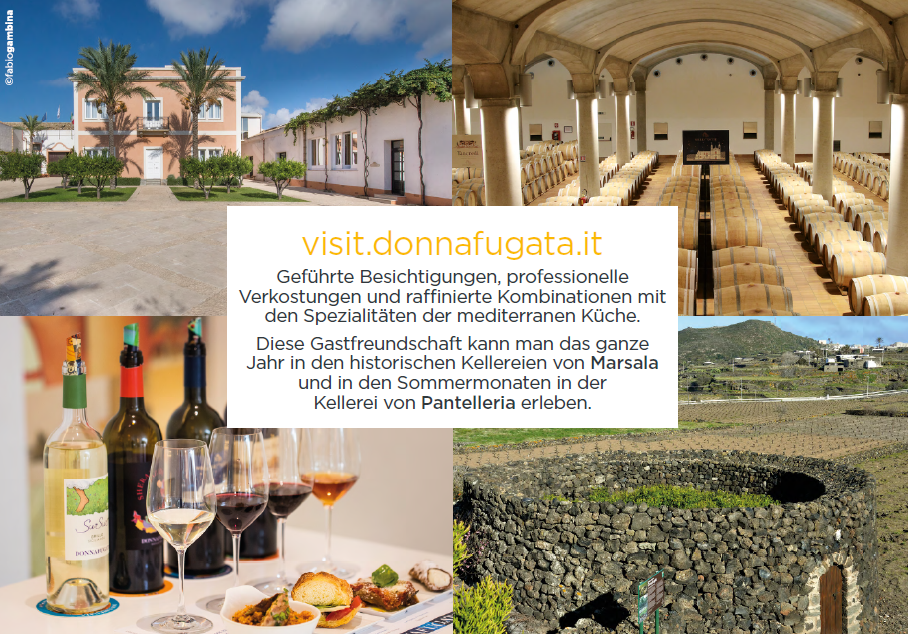 ©fabiogambina
visit.donnafugata.it
Geführte Besichtigungen, professionelle
Verkostungen und raffinierte Kombinationen mit
den Spezialitäten der mediterranen Küche.
Diese Gastfreundschaft kann man das ganze
Jahr in den historischen Kellereien von Marsala
und in den Sommermonaten in der
Kellerei von Pantelleria erleben.